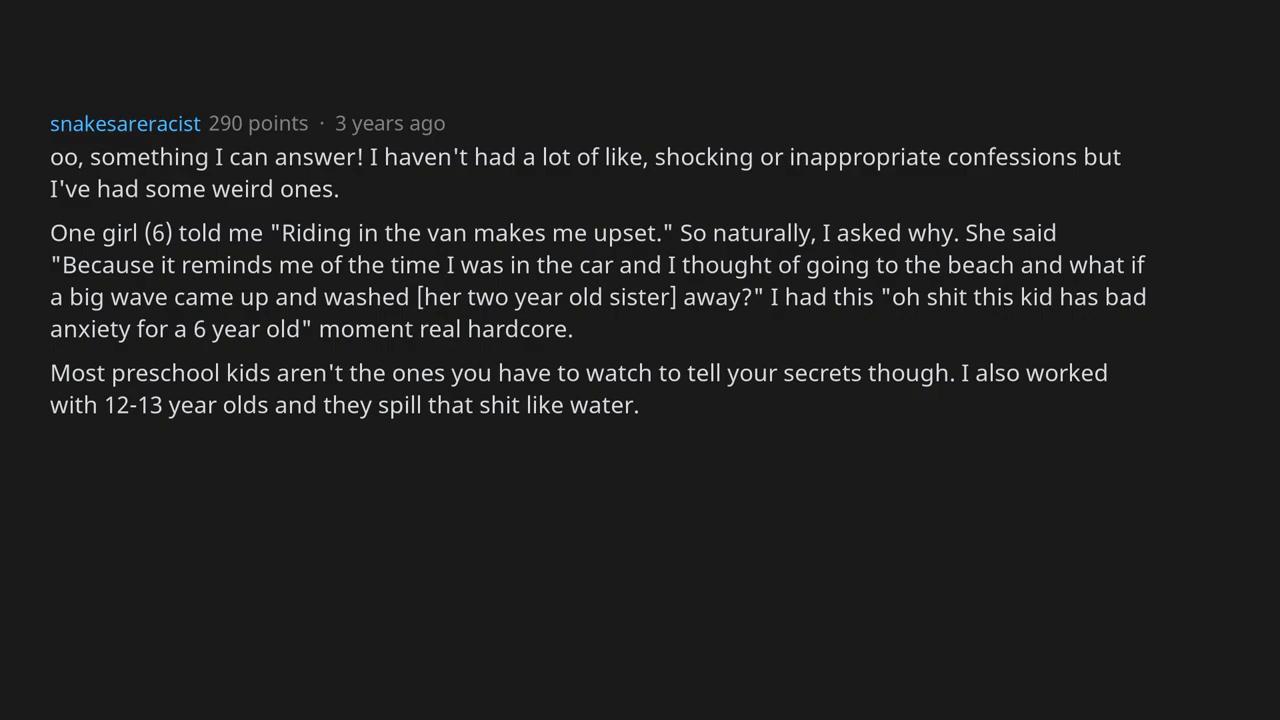 snakesareracist 290 points · 3 years ago
oo, something I can answer! I haven't had a lot of like, shocking or inappropriate confessions but
I've had some weird ones.
One girl (6) told me "Riding in the van makes me upset." So naturally, I asked why. She said
"Because it reminds me of the time I was in the car and I thought of going to the beach and what if
a big wave came up and washed [her two year old sister] away?" I had this "oh shit this kid has bad
anxiety for a 6 year old" moment real hardcore.
Most preschool kids aren't the ones you have to watch to tell your secrets though. I also worked
with 12-13 year olds and they spill that shit like water.